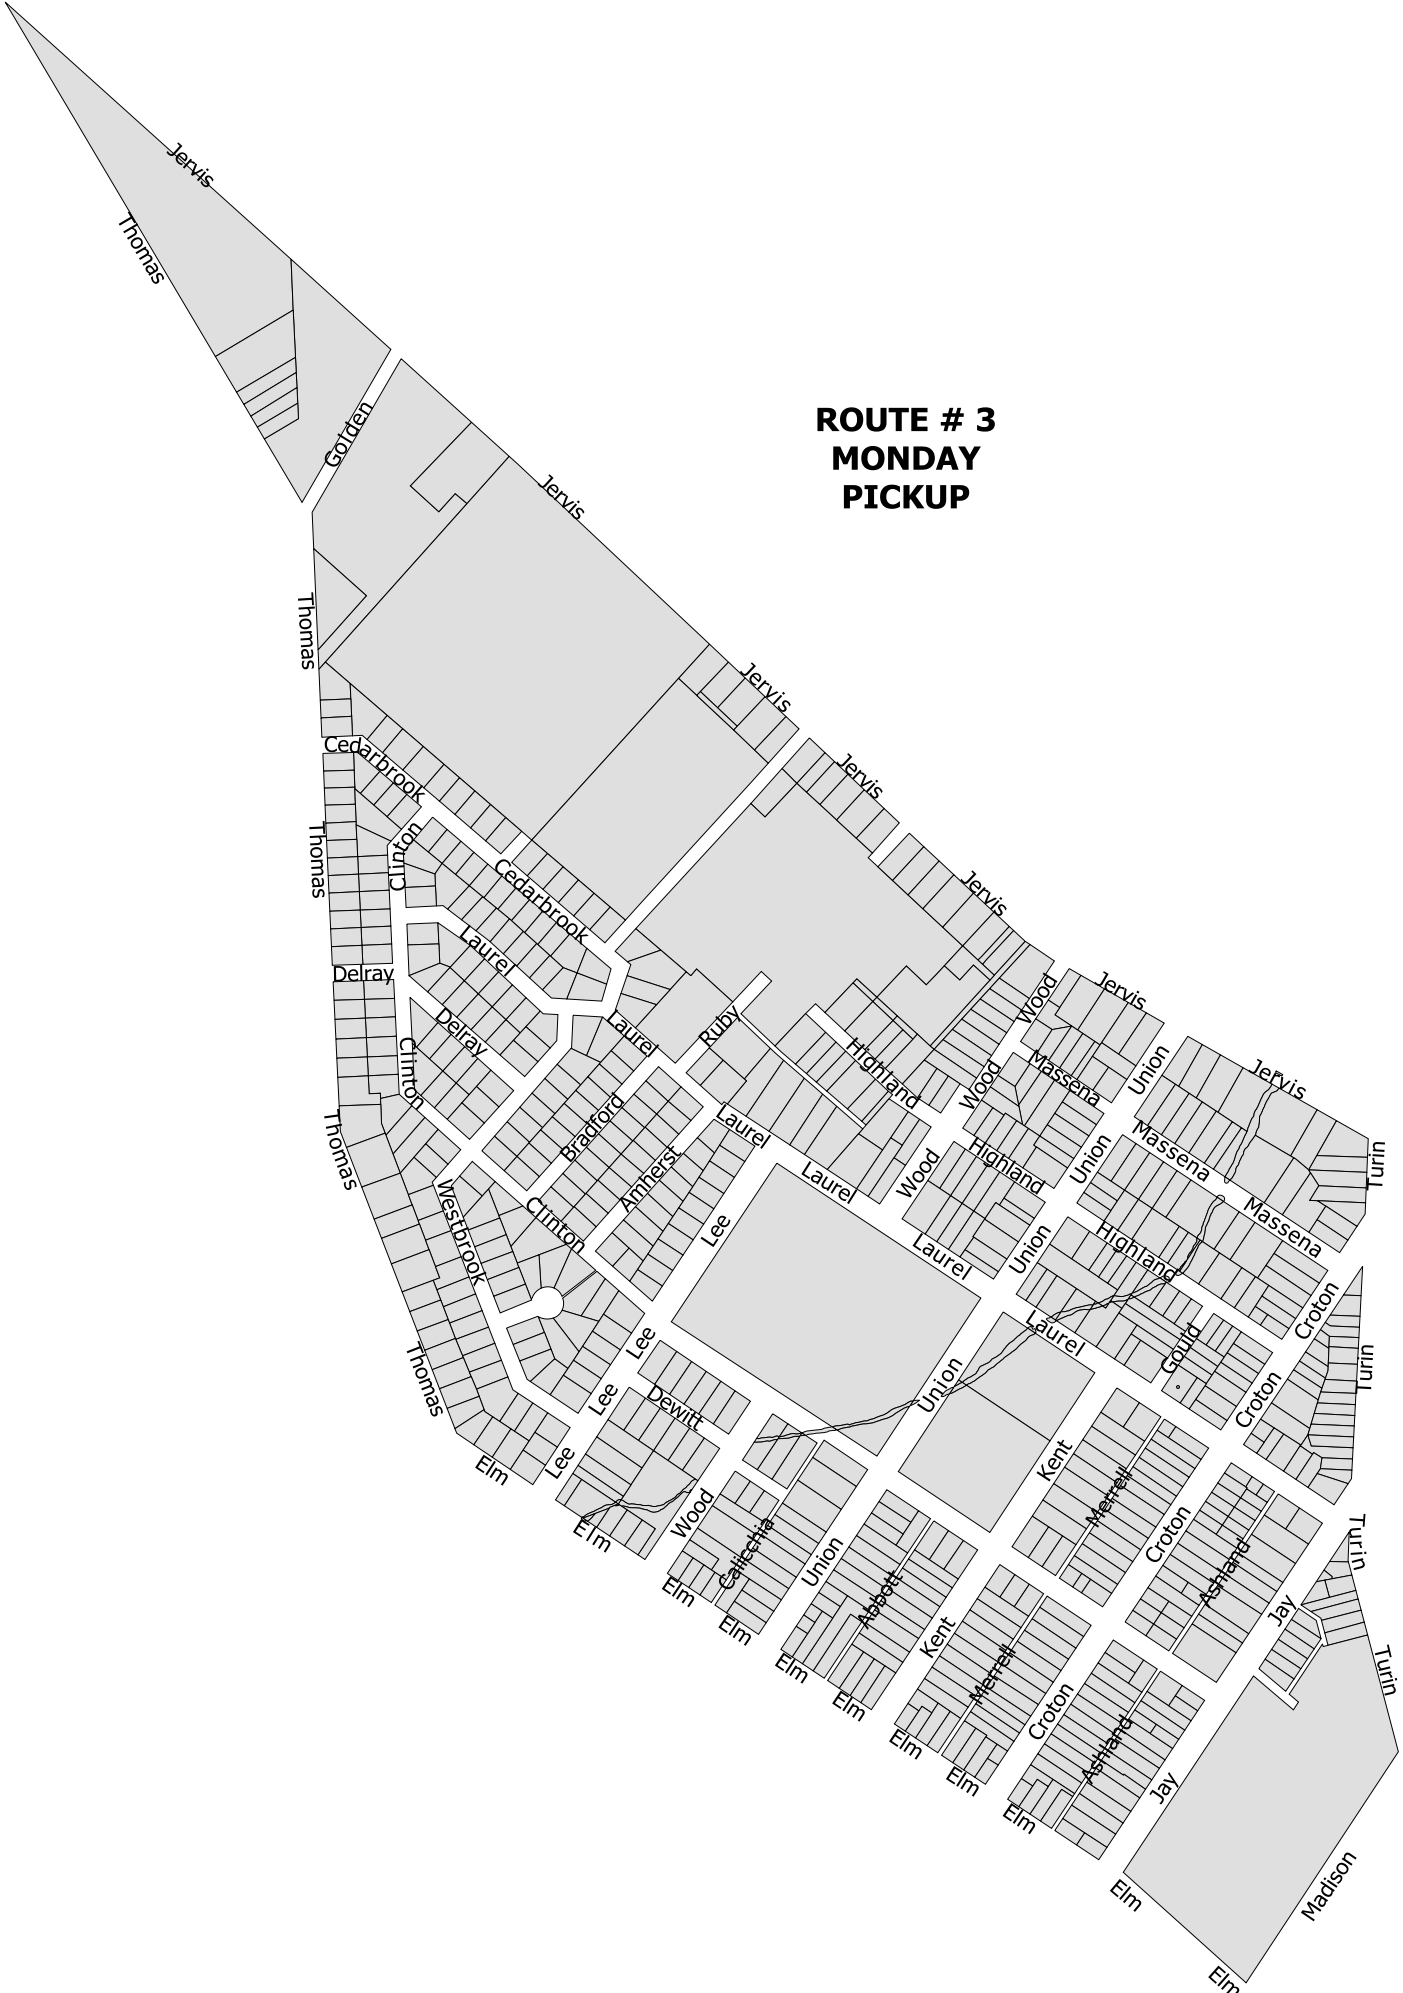 Jervis
Thomas
ROUTE # 3
MONDAY
PICKUP
Golden
Jervis
Thomas
Jervis
Cedarbrook
Jervis
Clinton
Thomas
Jervis
Cedarbrook
Laurel
Delray
Wood
Jervis
Ruby
Delray
Laurel
Highland
Clinton
Wood
Massena
Union
Jervis
Bradford
Laurel
Thomas
Amherst
Laurel
Wood
Highland
Union
Massena
Turin
Westbrook
Clinton
Lee
Laurel
Union
Highland
Massena
Lee
Laurel
Gould
Croton
Thomas
Lee
Dewitt
Union
Croton
Turin
Elm
Lee
Kent
Merrell
Elm
Wood
Calicchia
Union
Croton
Turin
Elm
Abbott
Ashland
Elm
Kent
Jay
Elm
Merrell
Turin
Elm
Croton
Elm
Ashland
Elm
Jay
Elm
Madison
Elm
Elm